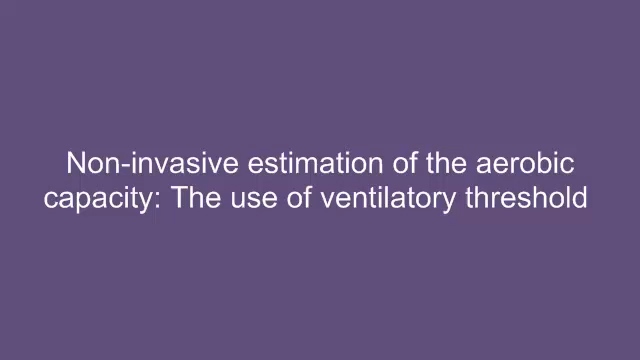 Non-invasive estimation of the aerobic
capacity: The use of ventilatory threshold